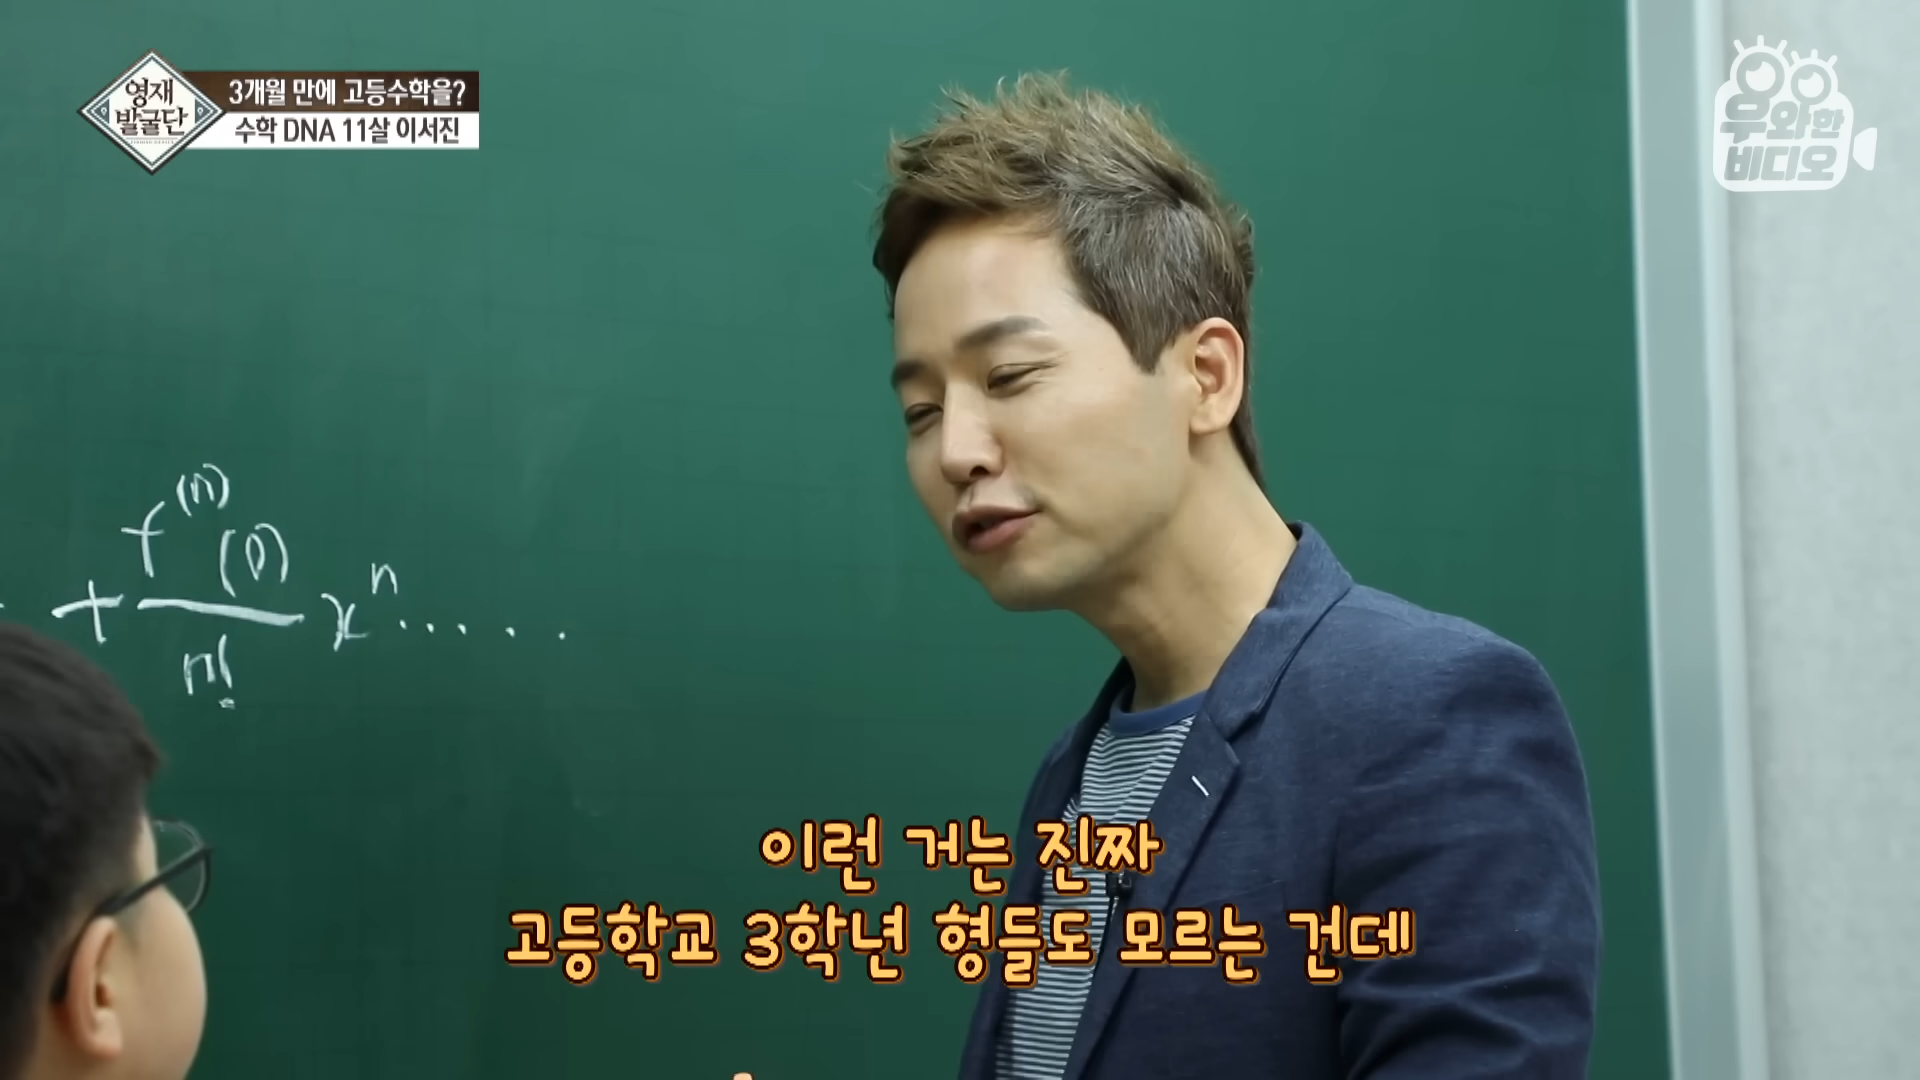 영재
발굴단
3개월 만에 고등수학을?
수학 DNA 11살 이서진
우와한
비디오
+ f⁽ⁿ⁾(0)/n! xⁿ.....
이런 거는 진짜
고등학교 3학년 형들도 모르는 건데